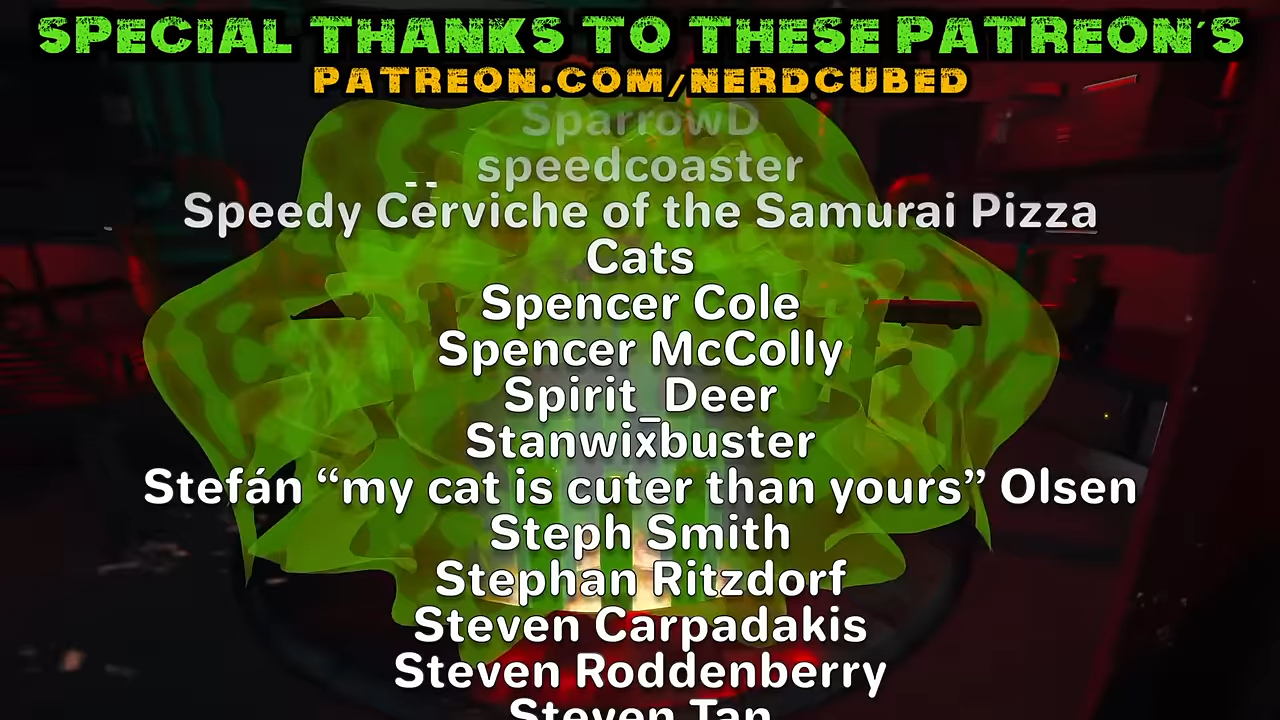 SPECIAL THANKS TO THESE PATREON'S
PATREON.COM/NERDCUBED
SparrowD
speedcoaster
Speedy Cerviche of the Samurai Pizza
Cats
Spencer Cole
Spencer McColly
Spirit_Deer
Stanwixbuster
Stefán “my cat is cuter than yours” Olsen
Steph Smith
Stephan Ritzdorf
Steven Carpadakis
Steven Roddenberry
Steven Tan